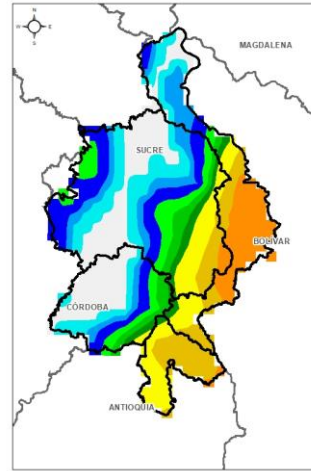 N
W E
S
MAGDALENA
SUCRE
BOLÍVAR
CÓRDOBA
ANTIOQUIA